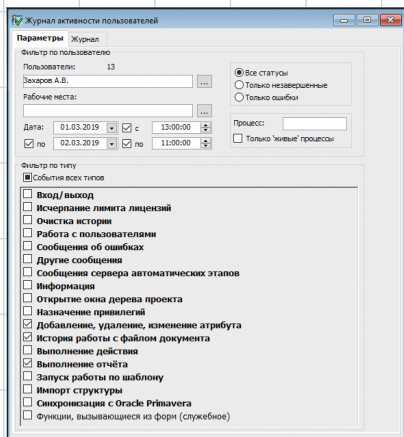 Журнал активности пользователей
Параметры Журнал
Фильтр по пользователю
Пользователи: 13
Захаров А.В.
...
Рабочие места:
...
Дата: 01.03.2019 с 13:00:00
по 02.03.2019 по 11:00:00
Все статусы
Только незавершенные
Только ошибки
Процесс:
Только 'живые' процессы
Фильтр по типу
События всех типов
Вход/выход
Исчерпание лимита лицензий
Очистка истории
Работа с пользователями
Сообщения об ошибках
Другие сообщения
Сообщения сервера автоматических этапов
Информация
Открытие окна дерева проекта
Назначение привилегий
Добавление, удаление, изменение атрибута
История работы с файлом документа
Выполнение действия
Выполнение отчёта
Запуск работы по шаблону
Импорт структуры
Синхронизация с Oracle Primavera
Функции, вызывающиеся из форм (служебное)